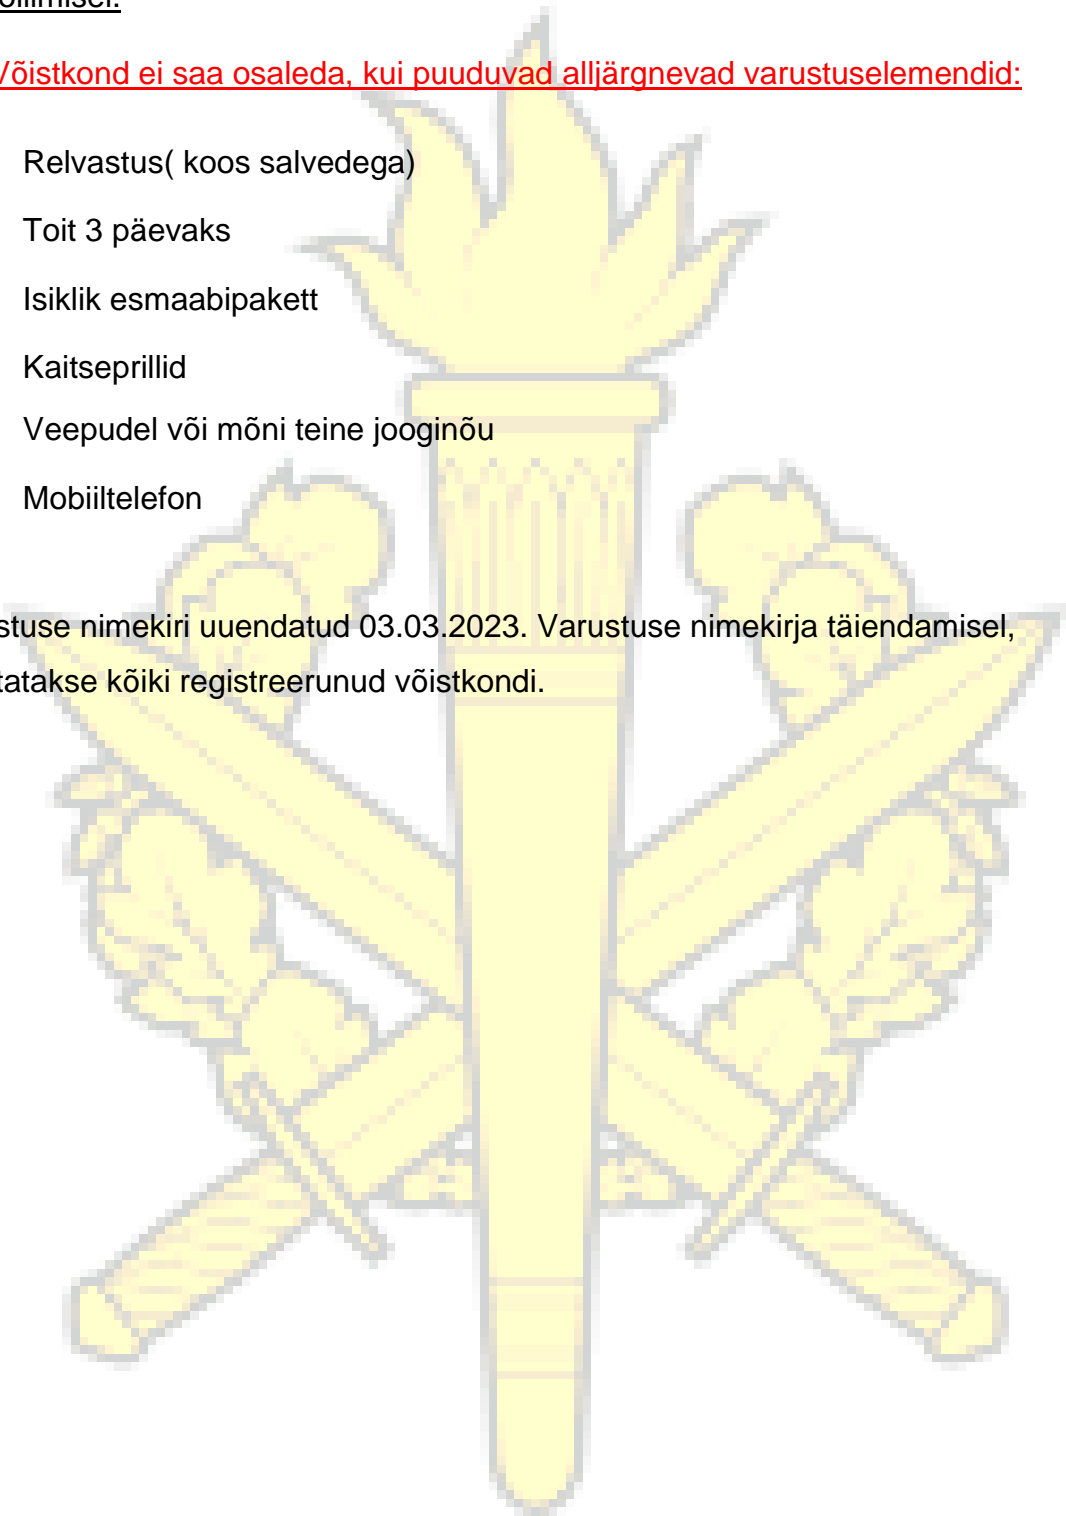 Võistkond ei saa osaleda, kui puuduvad alljärgnevad varustuselemendid:
Relvastus( koos salvedega)
Toit 3 päevaks
Isiklik esmaabipakett
Kaitseprillid
Veepudel või mõni teine jooginõu
Mobiiltelefon
stuse nimekiri uuendatud 03.03.2023. Varustuse nimekirja täiendamisel,
tatakse kõiki registreerunud võistkondi.